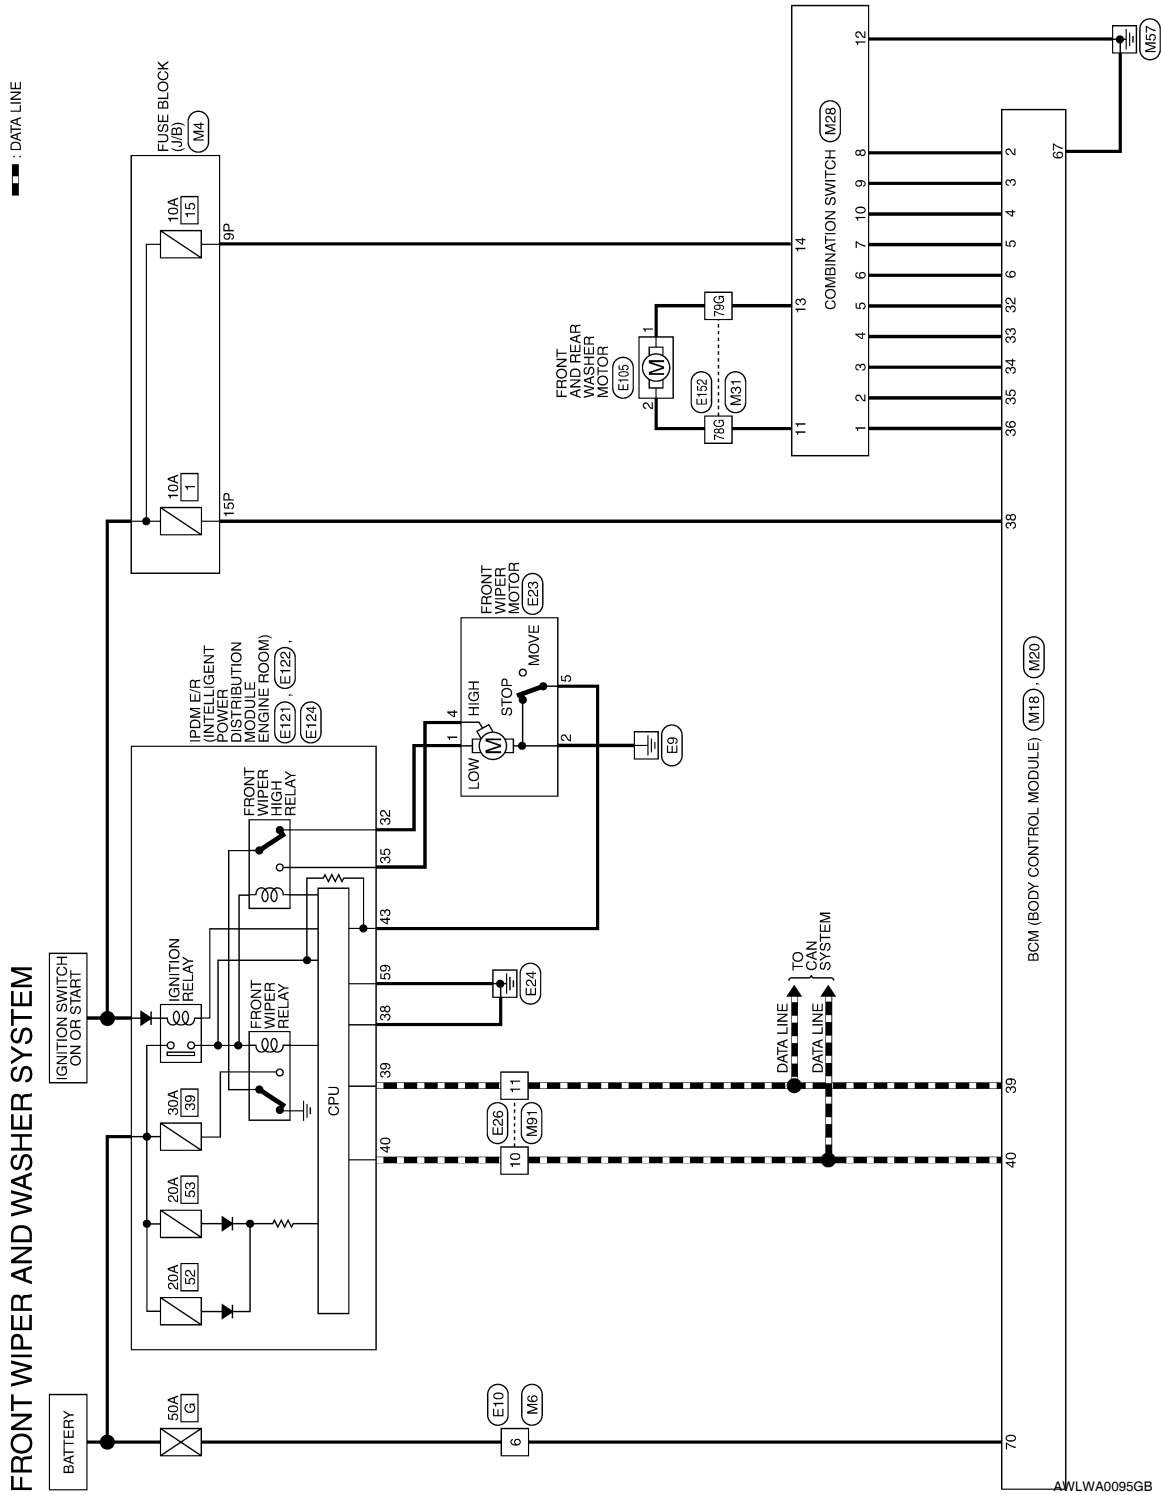 FRONT WIPER AND WASHER SYSTEM
: DATA LINE
BATTERY
IGNITION SWITCH
ON OR START
FUSE BLOCK
(J/B)
M4
50A
G
20A
52
20A
53
30A
39
IGNITION
RELAY
FRONT
WIPER
RELAY
FRONT
WIPER
HIGH
RELAY
IPDM E/R
(INTELLIGENT
POWER
DISTRIBUTION
MODULE
ENGINE ROOM)
E121 , E122 ,
E124
10A
1
10A
15
15P
9P
CPU
40
39
38
59
43
35
32
LOW
HIGH
1
4
M
STOP
MOVE
2
5
FRONT
WIPER
MOTOR
E23
E9
E24
E10
M6
6
10
11
E26
M91
FRONT
AND REAR
WASHER
MOTOR
E105
2
1
M
E152
M31
78G
79G
DATA LINE
DATA LINE
TO
CAN
SYSTEM
11
13
14
COMBINATION SWITCH M28
1
2
3
4
5
6
7
10
9
8
12
70
40
39
38
36
35
34
33
32
6
5
4
3
2
67
BCM (BODY CONTROL MODULE) M18 , M20
M57
AWLWA0095GB